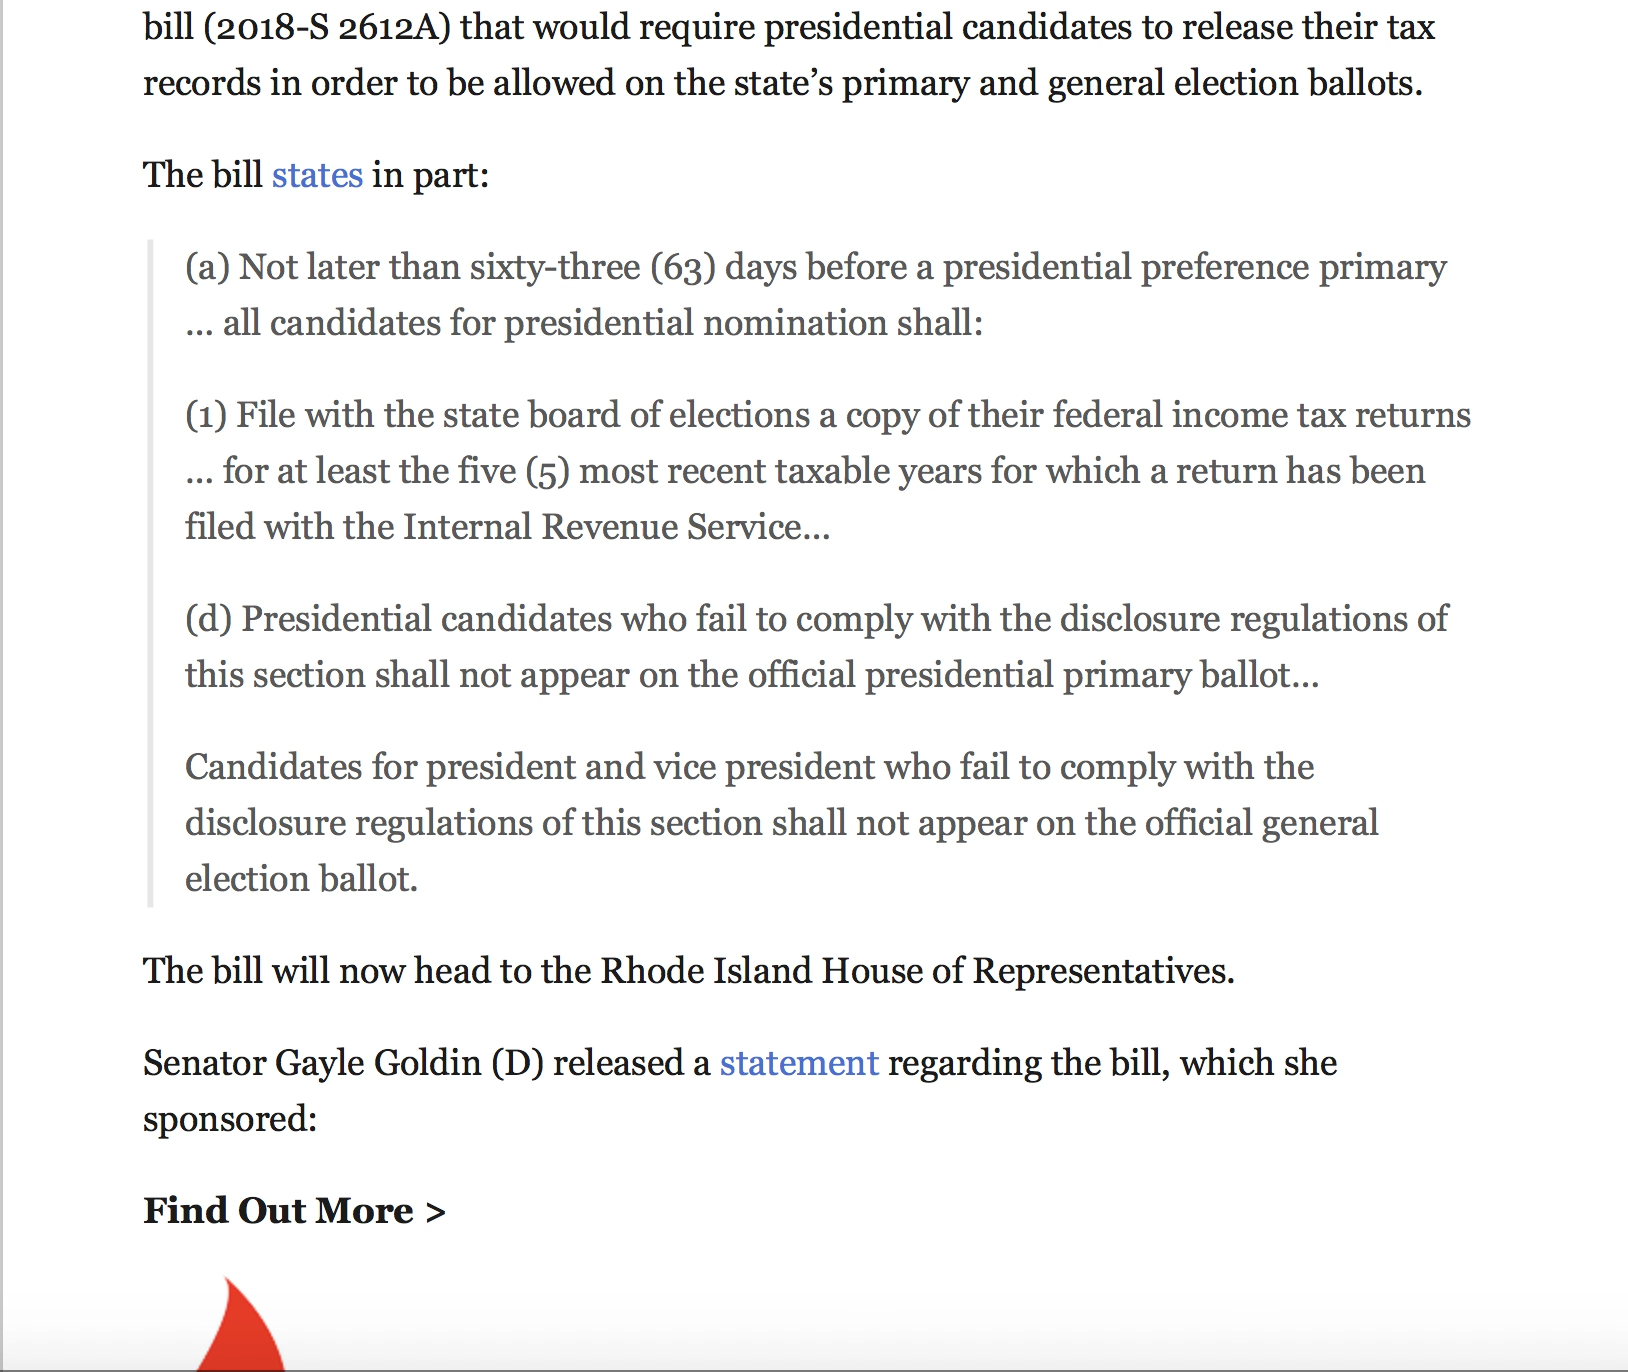 bill (2018-S 2612A) that would require presidential candidates to release their tax
records in order to be allowed on the state’s primary and general election ballots.
The bill states in part:
(a) Not later than sixty-three (63) days before a presidential preference primary
... all candidates for presidential nomination shall:
(1) File with the state board of elections a copy of their federal income tax returns
... for at least the five (5) most recent taxable years for which a return has been
filed with the Internal Revenue Service...
(d) Presidential candidates who fail to comply with the disclosure regulations of
this section shall not appear on the official presidential primary ballot...
Candidates for president and vice president who fail to comply with the
disclosure regulations of this section shall not appear on the official general
election ballot.
The bill will now head to the Rhode Island House of Representatives.
Senator Gayle Goldin (D) released a statement regarding the bill, which she
sponsored:
Find Out More >